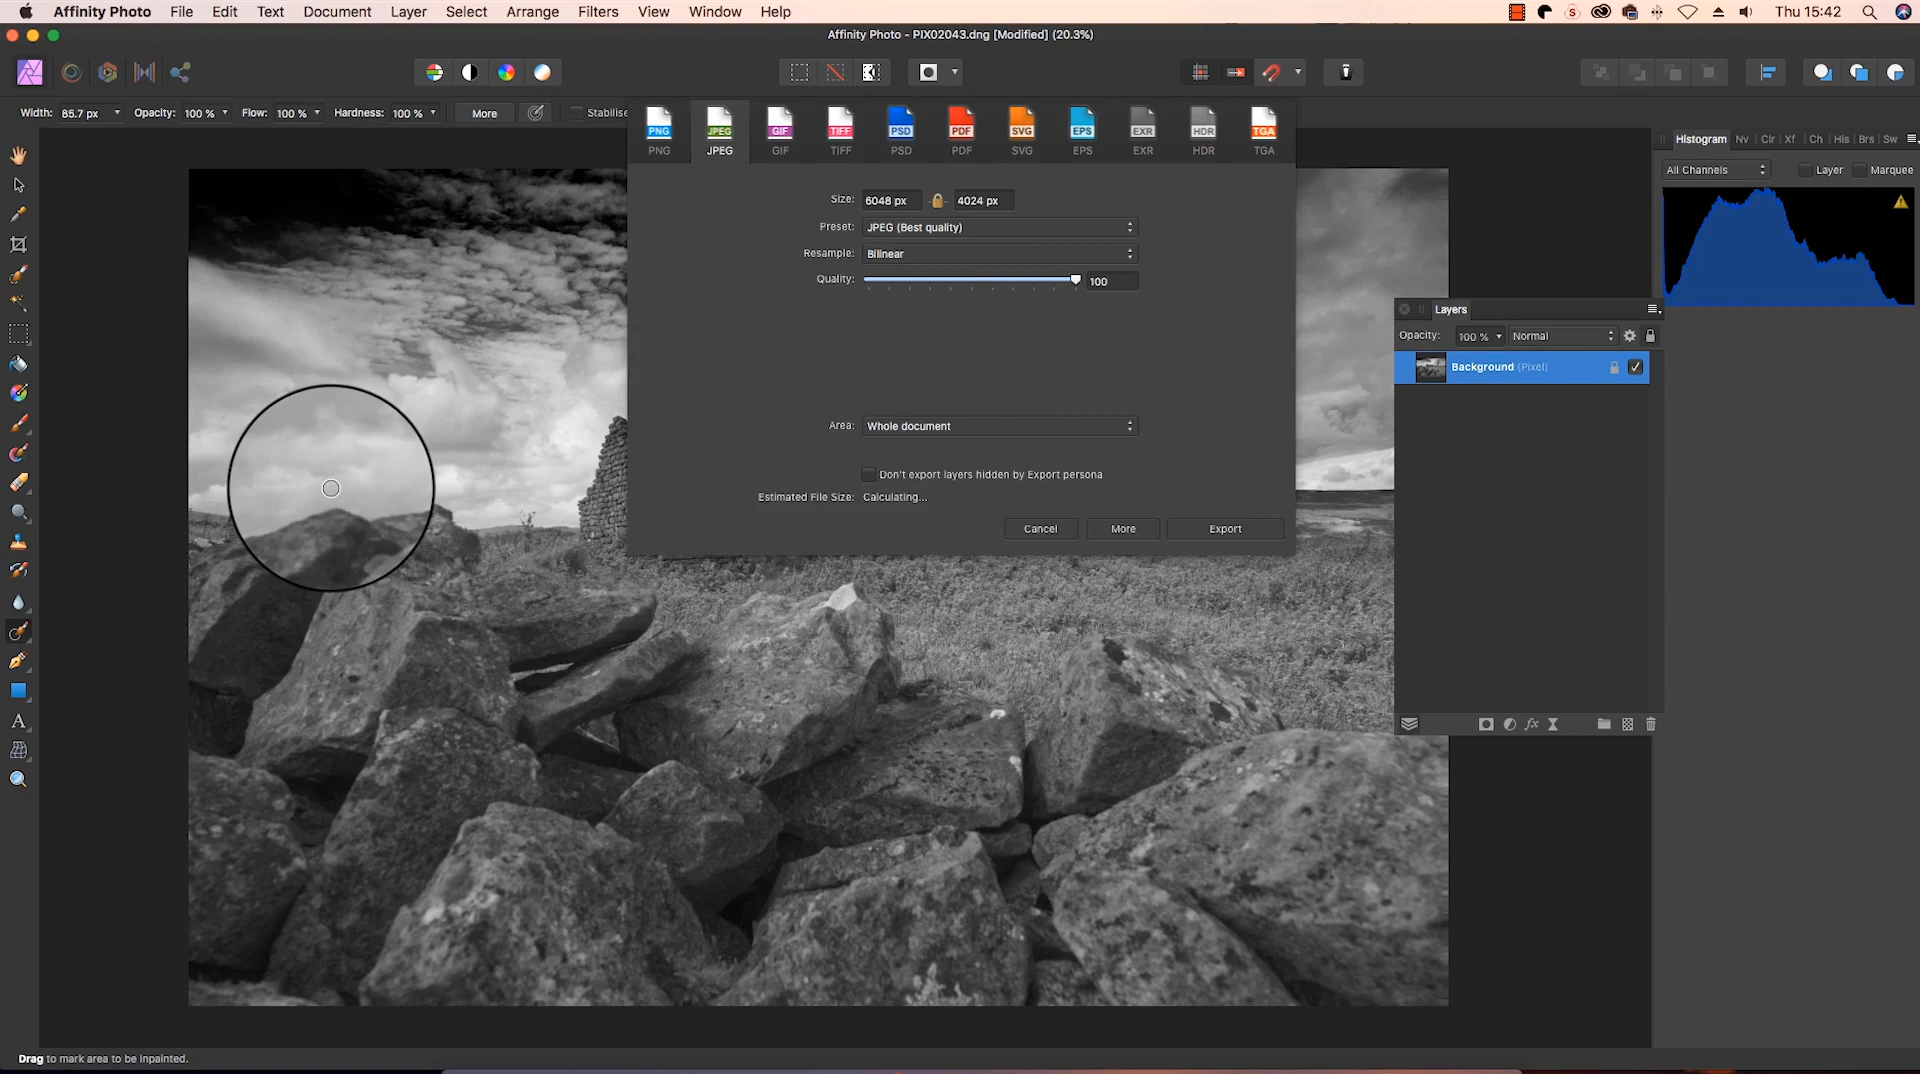 Affinity Photo File Edit Text Document Layer Select Arrange Filters View Window Help Thu 15:42
Affinity Photo - PIX02043.dng [Modified] (20.3%)
Width: 85.7 px Opacity: 100 % Flow: 100 % Hardness: 100 % More Stabilise
PNG JPEG GIF TIFF PSD PDF SVG EPS EXR HDR TGA
PNG JPEG GIF TIFF PSD PDF SVG EPS EXR HDR TGA
Histogram Nv Clr Xf Ch His Brs Sw
All Channels Layer Marquee
Size: 6048 px 4024 px
Preset: JPEG (Best quality)
Resample: Bilinear
Quality: 100
Area: Whole document
Don't export layers hidden by Export persona
Estimated File Size: Calculating...
Cancel More Export
Layers
Opacity: 100 % Normal
Background (Pixel)
Drag to mark area to be inpainted.